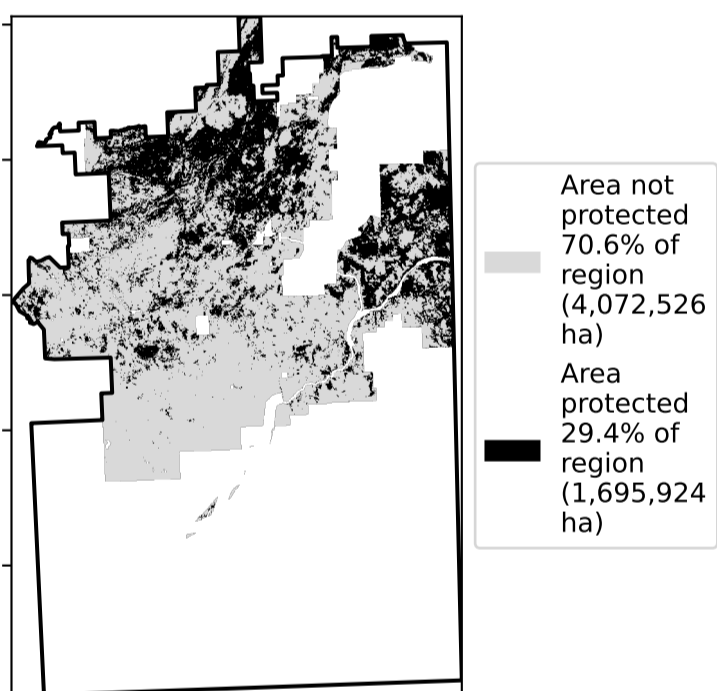 Area not
protected
70.6% of
region
(4,072,526
ha)
Area
protected
29.4% of
region
(1,695,924
ha)